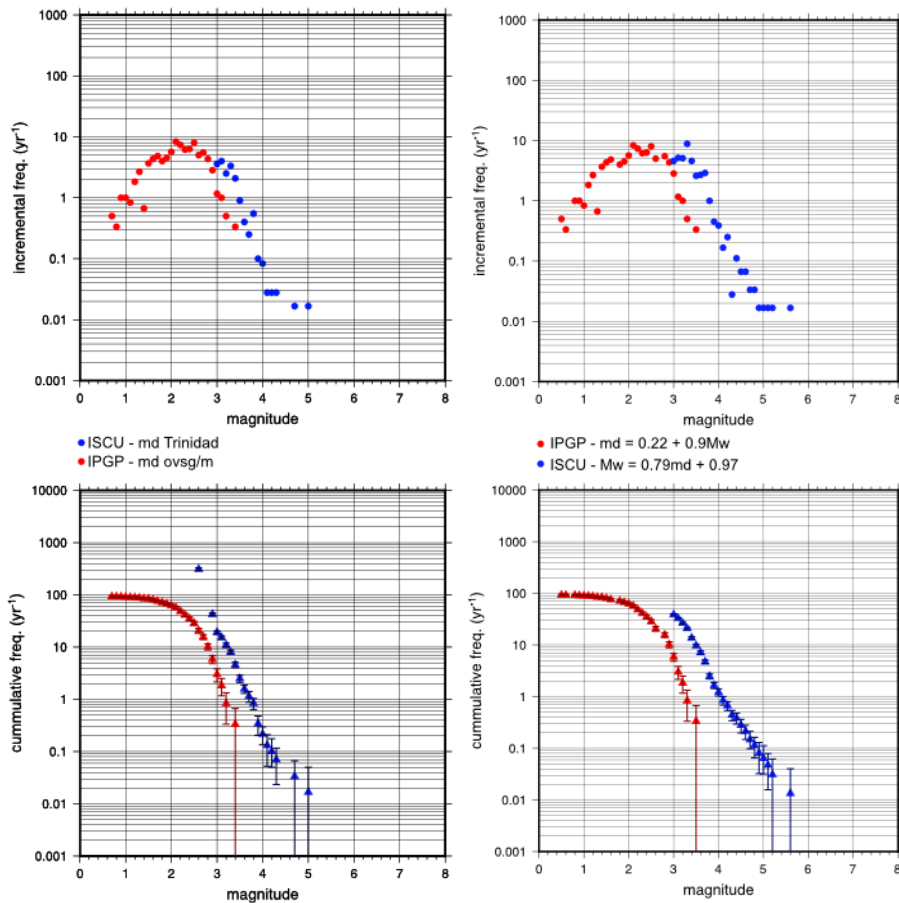 1000
100
10
1
0.1
0.01
0.001
incremental freq. (yr⁻¹)
0 1 2 3 4 5 6 7 8
magnitude
1000
100
10
1
0.1
0.01
0.001
incremental freq. (yr⁻¹)
0 1 2 3 4 5 6 7 8
magnitude
ISCU - md Trinidad
IPGP - md ovsg/m
IPGP - md = 0.22 + 0.9Mw
ISCU - Mw = 0.79md + 0.97
10000
1000
100
10
1
0.1
0.01
0.001
cummulative freq. (yr⁻¹)
0 1 2 3 4 5 6 7 8
magnitude
10000
1000
100
10
1
0.1
0.01
0.001
cummulative freq. (yr⁻¹)
0 1 2 3 4 5 6 7 8
magnitude